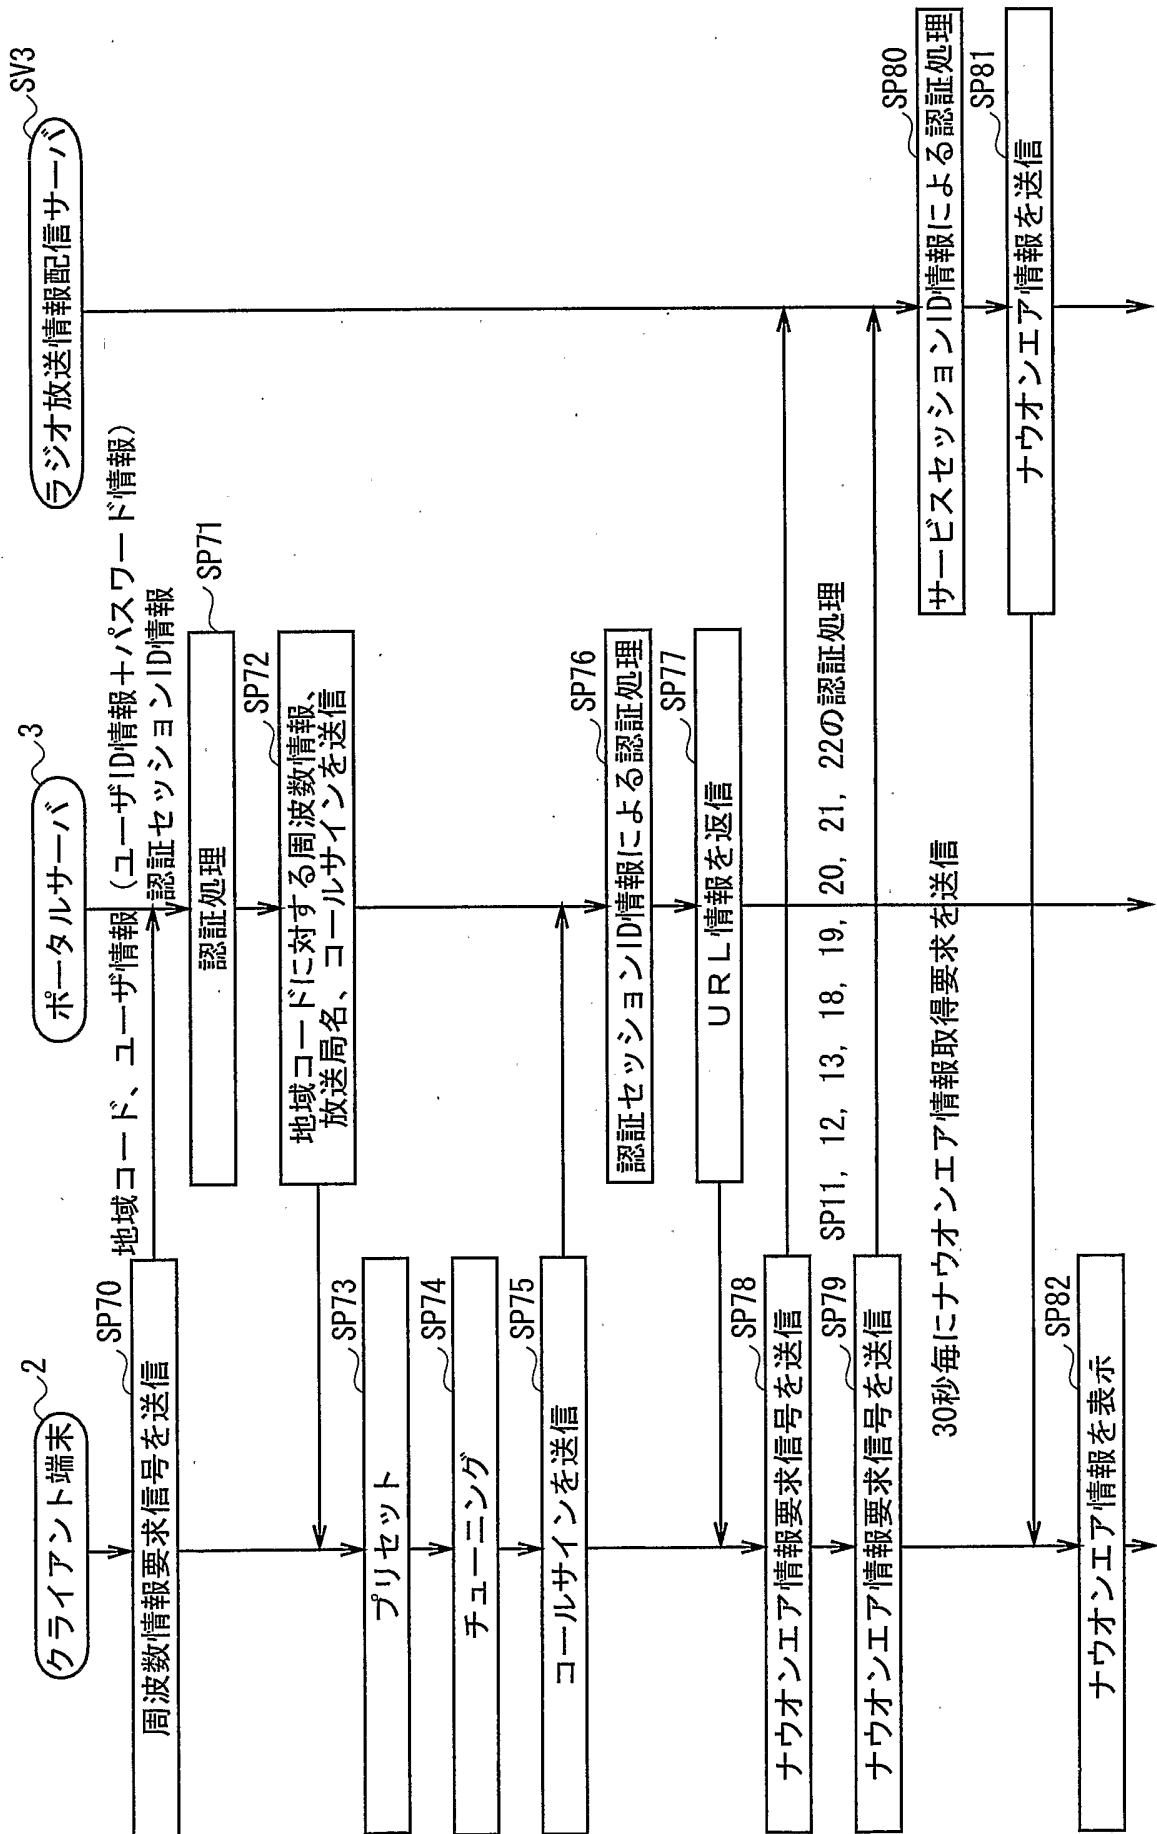 クライアント端末
2
ポータルサーバ
3
ラジオ放送情報配信サーバ
SV3
SP70
周波数情報要求信号を送信
地域コード、ユーザ情報(ユーザID情報+パスワード情報)
認証セッションID情報
SP71
認証処理
SP72
地域コードに対する周波数情報、
放送局名、コールサインを送信
SP73
プリセット
SP74
チューニング
SP75
コールサインを送信
SP76
認証セッションID情報による認証処理
SP77
URL情報を返信
SP78
ナウオンエア情報要求信号を送信
SP11, 12, 13, 18, 19, 20, 21, 22の認証処理
SP79
ナウオンエア情報要求信号を送信
30秒毎にナウオンエア情報取得要求を送信
SP80
サービスセッションID情報による認証処理
SP81
ナウオンエア情報を送信
SP82
ナウオンエア情報を表示